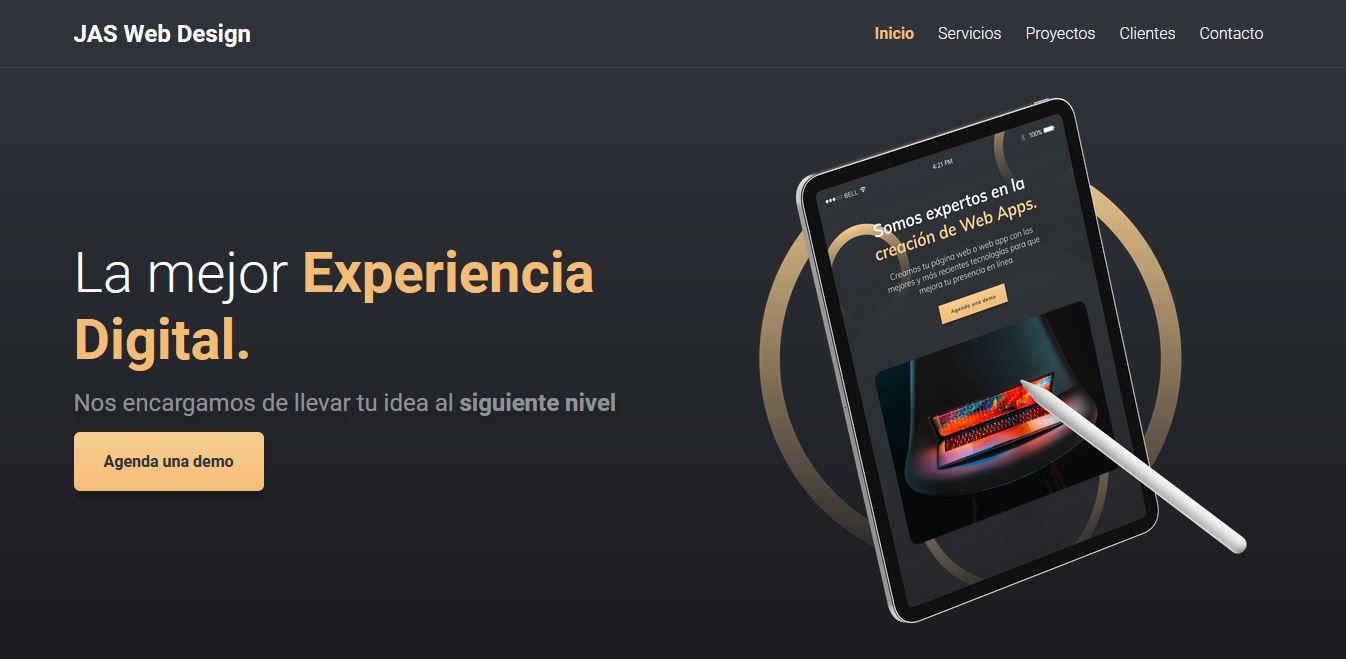 JAS Web Design
Inicio Servicios Proyectos Clientes Contacto
La mejor Experiencia
Digital.
Nos encargamos de llevar tu idea al siguiente nivel
Agenda una demo
BELL 4:21 PM 100%
Somos expertos en la
creación de Web Apps.
Creamos tu página web o web app con las
mejores y más recientes tecnologías para que
mejora tu presencia en línea.
Agenda una demo